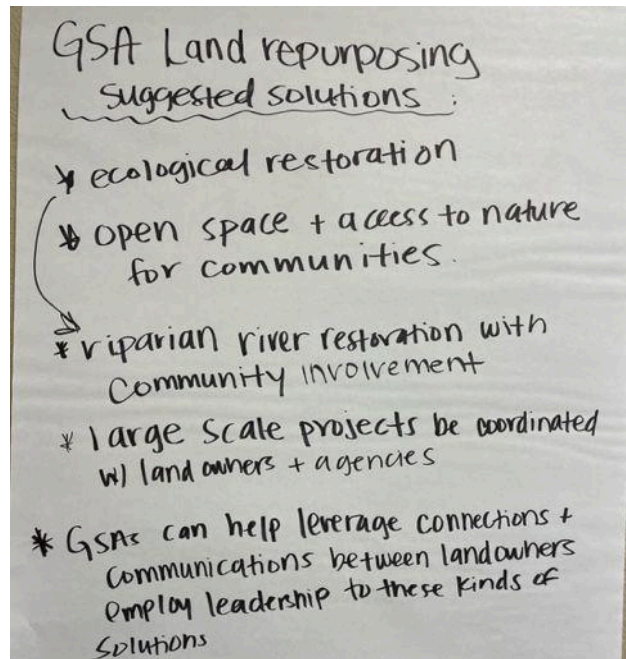 GSA Land repurposing
suggested solutions :
* ecological restoration
* open space + access to nature
for communities.
* riparian river restoration with
community involvement
* large scale projects be coordinated
w/ land owners + agencies
* GSAs can help leverage connections +
communications between landowners
employ leadership to these kinds of
solutions